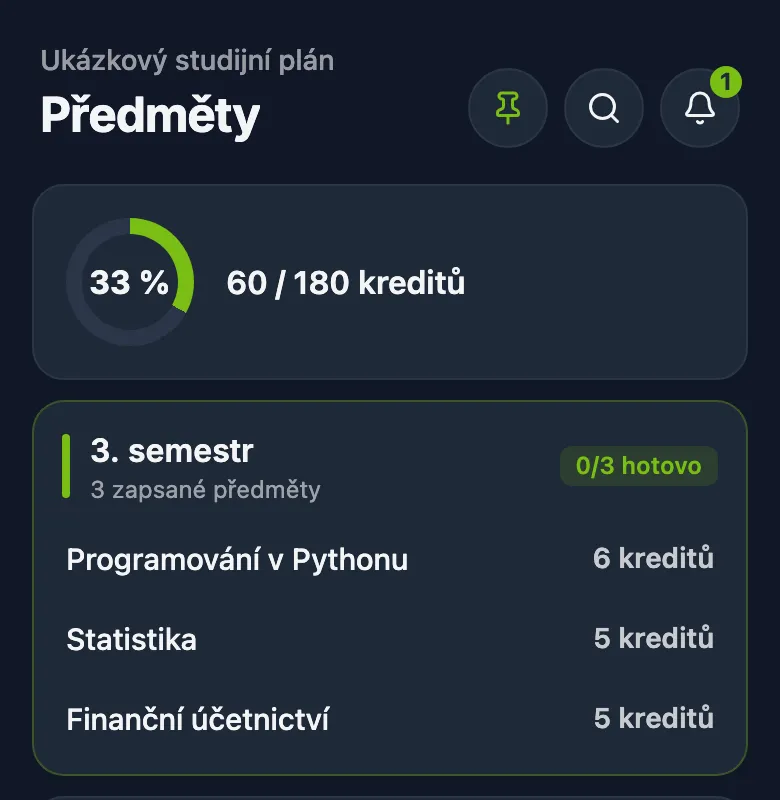 Ukázkový studijní plán
Předměty
1
33 %
60 / 180 kreditů
3. semestr
0/3 hotovo
3 zapsané předměty
Programování v Pythonu
6 kreditů
Statistika
5 kreditů
Finanční účetnictví
5 kreditů